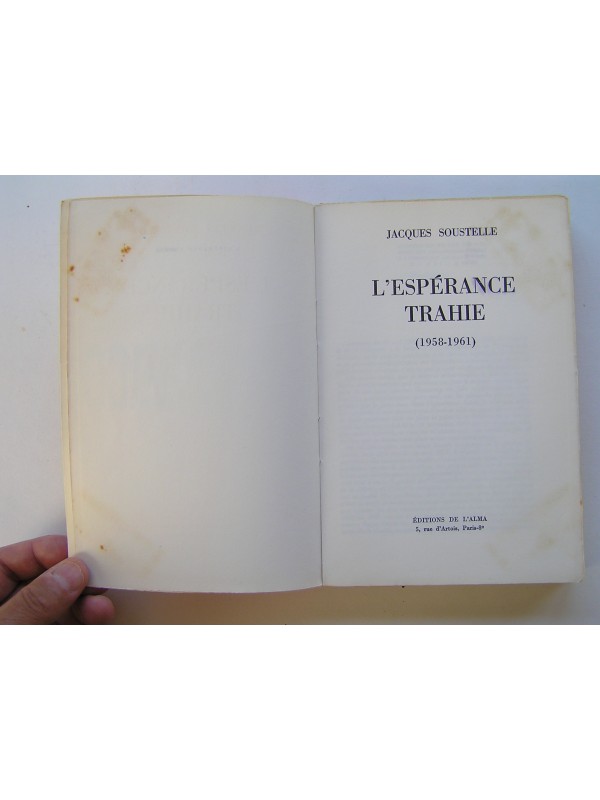 JACQUES SOUSTELLE
L'ESPÉRANCE
TRAHIE
(1958-1961)
ÉDITIONS DE L'ALMA
5, rue d'Artois, Paris-8e